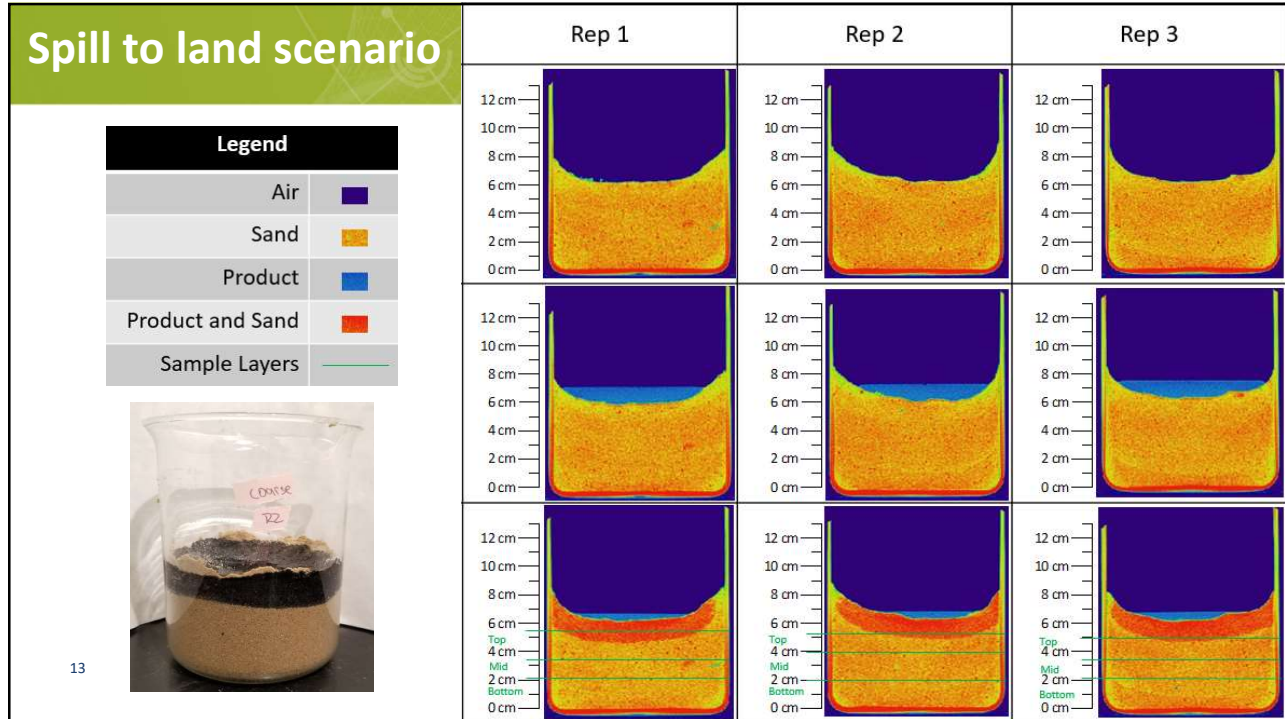 Spill to land scenario
Legend
Air
Sand
Product
Product and Sand
Sample Layers
coarse
R2
13
Rep 1
Rep 2
Rep 3
12 cm
10 cm
8 cm
6 cm
4 cm
2 cm
0 cm
12 cm
10 cm
8 cm
6 cm
4 cm
2 cm
0 cm
12 cm
10 cm
8 cm
6 cm
4 cm
2 cm
0 cm
12 cm
10 cm
8 cm
6 cm
4 cm
2 cm
0 cm
12 cm
10 cm
8 cm
6 cm
4 cm
2 cm
0 cm
12 cm
10 cm
8 cm
6 cm
4 cm
2 cm
0 cm
12 cm
10 cm
8 cm
6 cm
Top
4 cm
Mid
2 cm
Bottom
0 cm
12 cm
10 cm
8 cm
6 cm
Top
4 cm
Mid
2 cm
Bottom
0 cm
12 cm
10 cm
8 cm
6 cm
Top
4 cm
Mid
2 cm
Bottom
0 cm